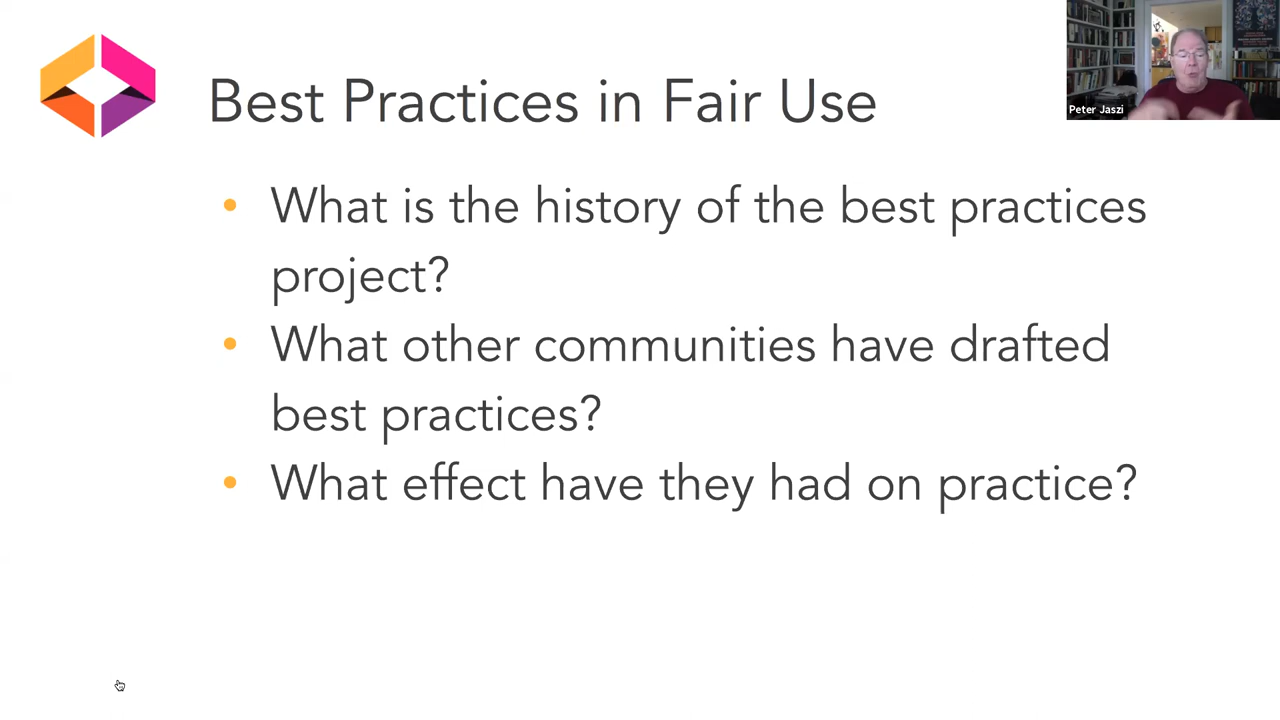 Best Practices in Fair Use
Peter Jaszi
• What is the history of the best practices
project?
• What other communities have drafted
best practices?
• What effect have they had on practice?